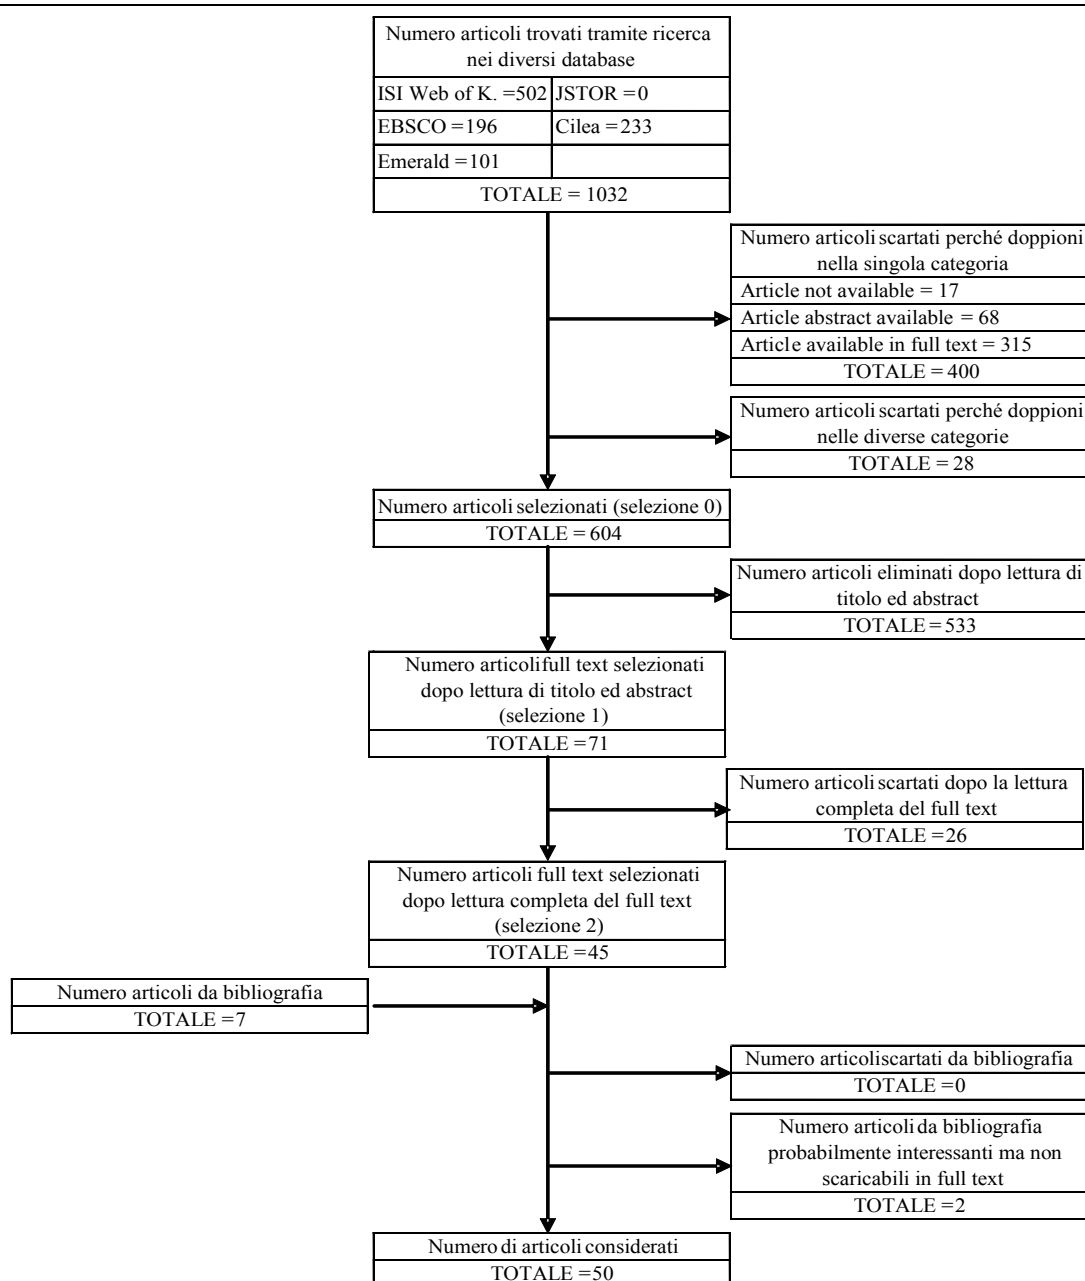 Numero articoli trovati tramite ricerca
nei diversi database
ISI Web of K. =502 JSTOR =0
EBSCO =196 Cilea =233
Emerald =101
TOTALE = 1032
Numero articoli scartati perché doppioni
nella singola categoria
Article not available = 17
Article abstract available = 68
Article available in full text = 315
TOTALE = 400
Numero articoli scartati perché doppioni
nelle diverse categorie
TOTALE = 28
Numero articoli selezionati (selezione 0)
TOTALE = 604
Numero articoli eliminati dopo lettura di
titolo ed abstract
TOTALE =533
Numero articolifull text selezionati
dopo lettura di titolo ed abstract
(selezione 1)
TOTALE =71
Numero articoli scartati dopo la lettura
completa del full text
TOTALE =26
Numero articoli full text selezionati
dopo lettura completa del full text
(selezione 2)
TOTALE =45
Numero articoli da bibliografia
TOTALE =7
Numero articoliscartati da bibliografia
TOTALE =0
Numero articoli da bibliografia
probabilmente interessanti ma non
scaricabili in full text
TOTALE =2
Numero di articoli considerati
TOTALE =50